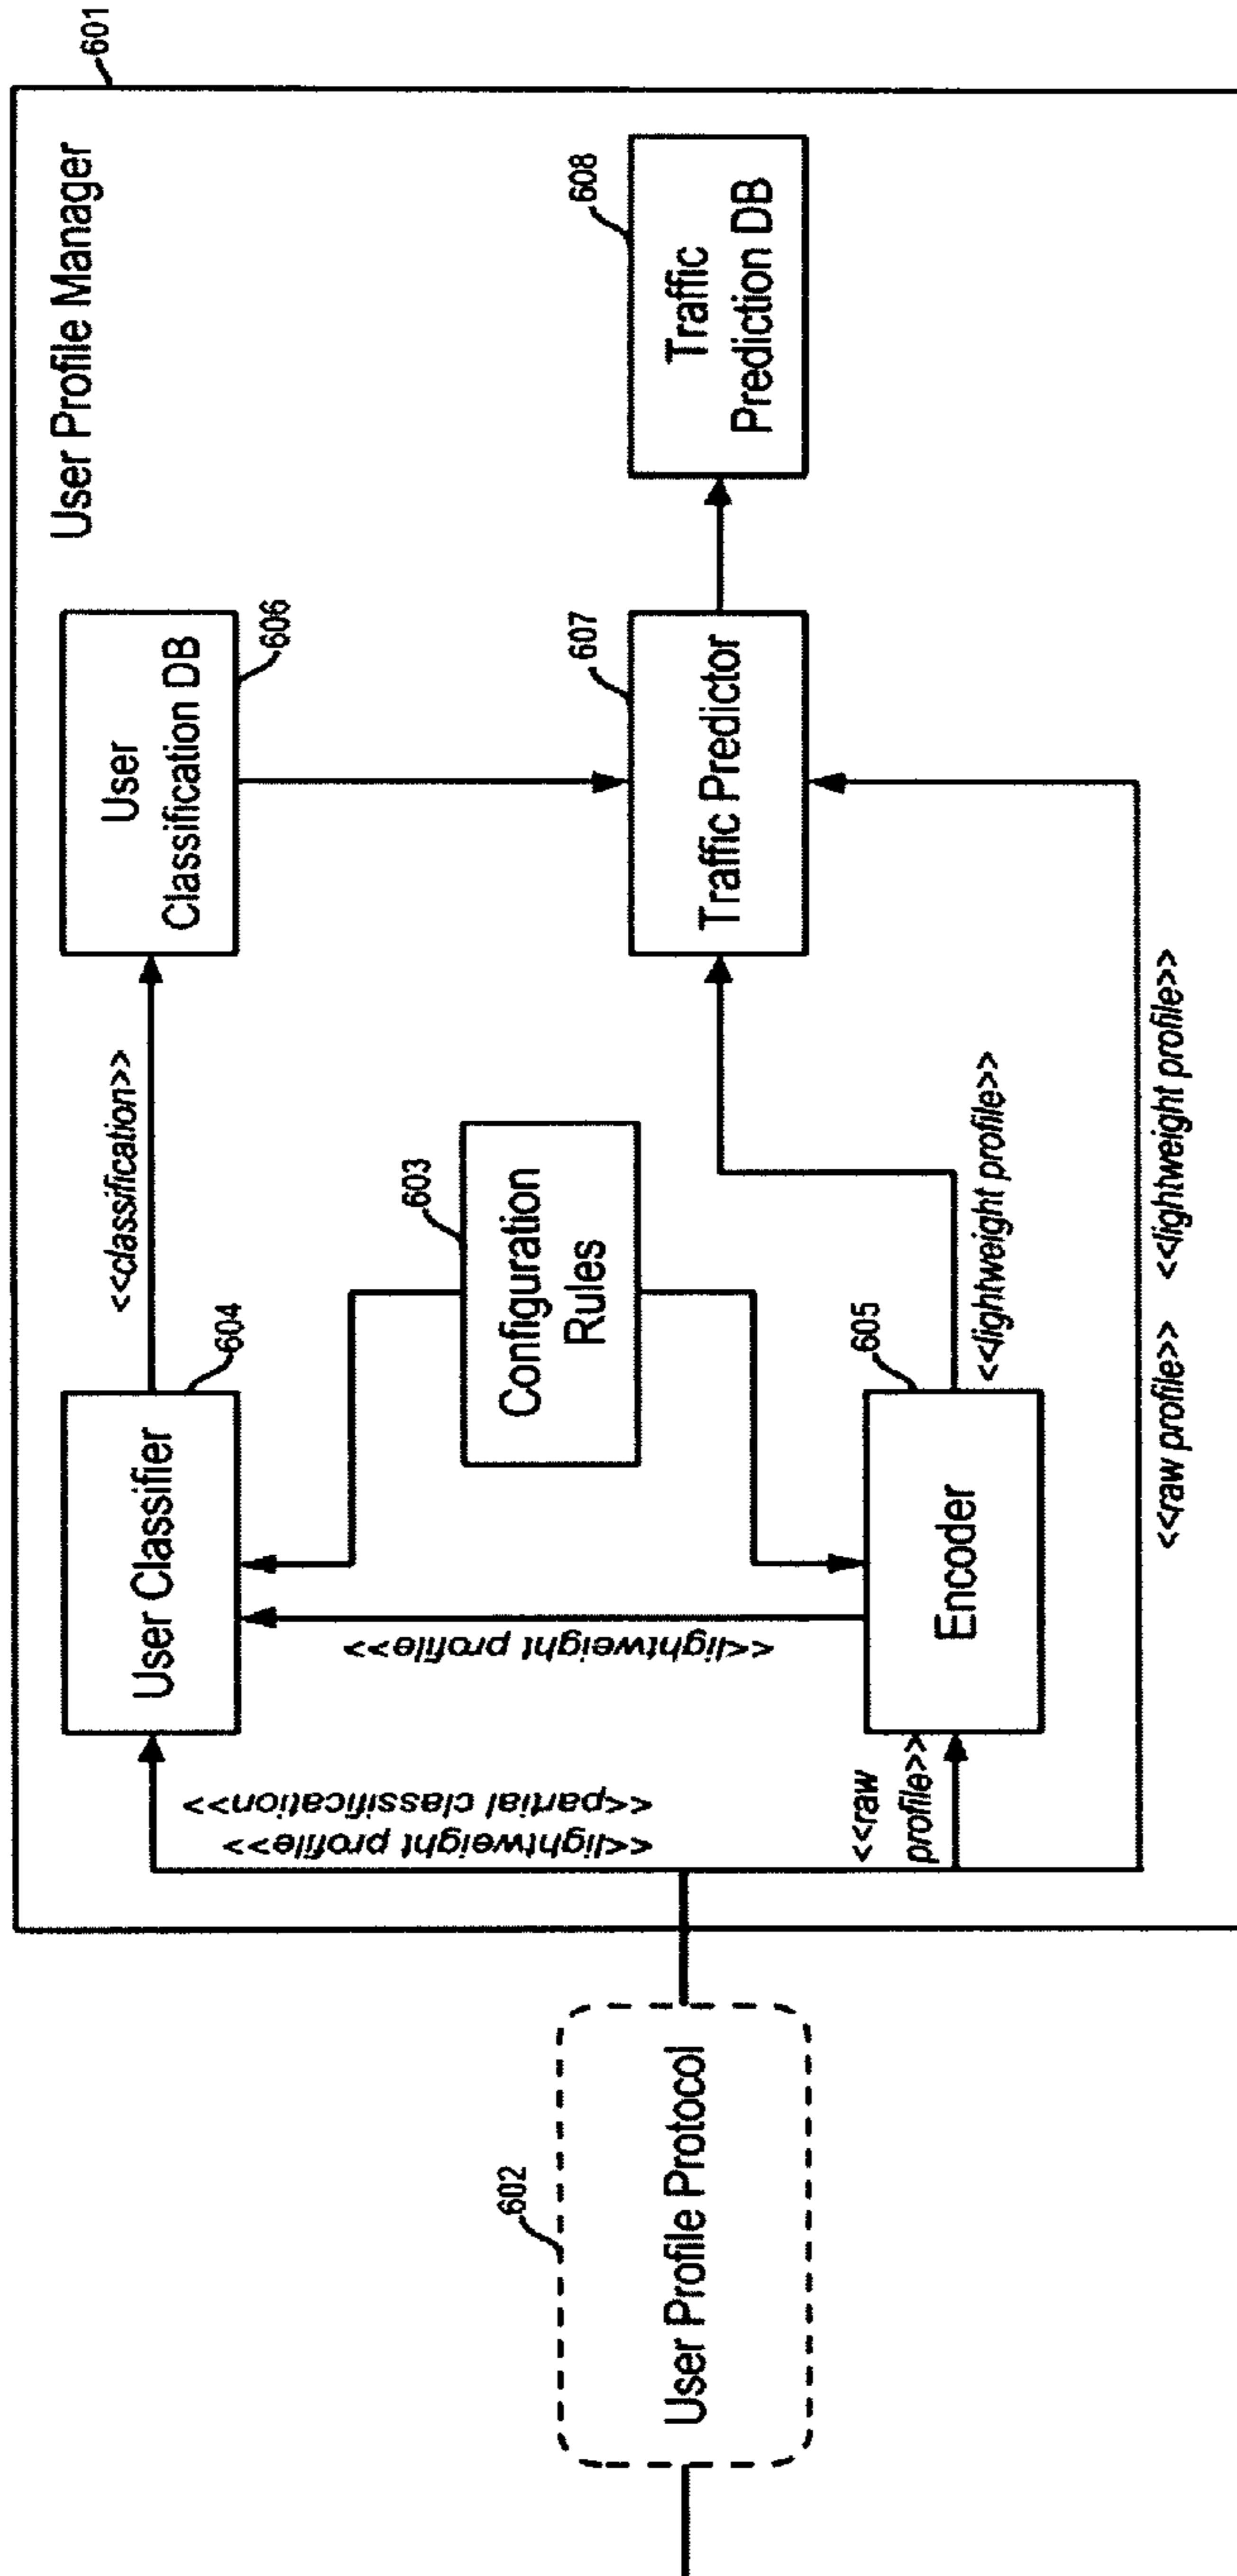 601
User Profile Manager
602
User Profile Protocol
<<lightweight profile>>
<<partial classification>>
<<raw
profile>>
604
User Classifier
<<classification>>
606
User
Classification DB
<<lightweight profile>>
603
Configuration
Rules
605
Encoder
<<lightweight profile>>
607
Traffic Predictor
608
Traffic
Prediction DB
<<raw profile>> <<lightweight profile>>